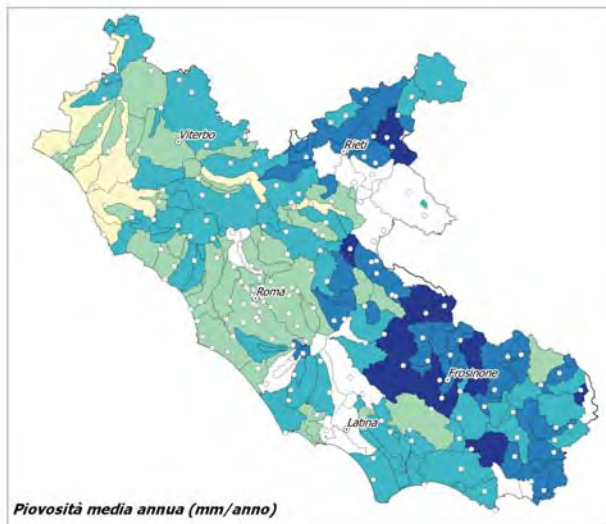 Viterbo
Rieti
Roma
Frosinone
Latina
Piovosità media annua (mm/anno)